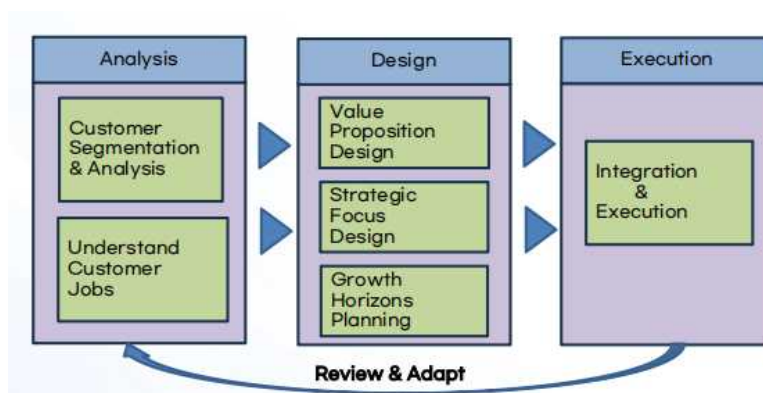 Analysis
Customer
Segmentation
& Analysis
Understand
Customer
Jobs
Design
Value
Proposition
Design
Strategic
Focus
Design
Growth
Horizons
Planning
Execution
Integration
&
Execution
Review & Adapt